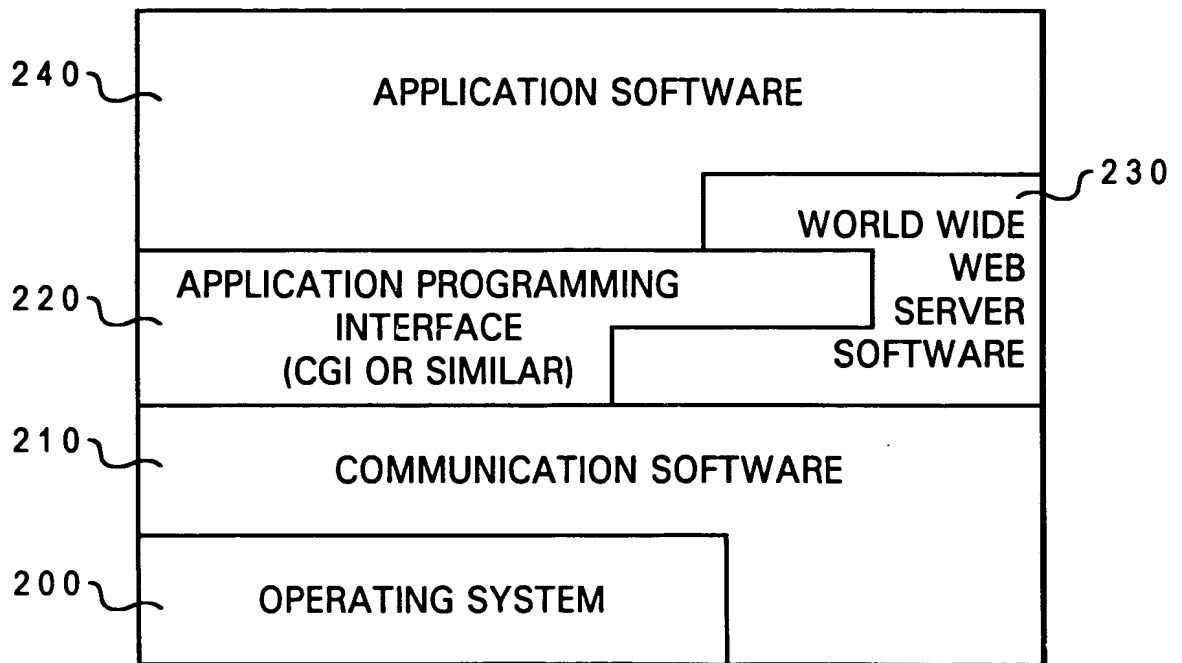 240
APPLICATION SOFTWARE
230
WORLD WIDE
WEB
SERVER
SOFTWARE
220
APPLICATION PROGRAMMING
INTERFACE
(CGI OR SIMILAR)
210
COMMUNICATION SOFTWARE
200
OPERATING SYSTEM